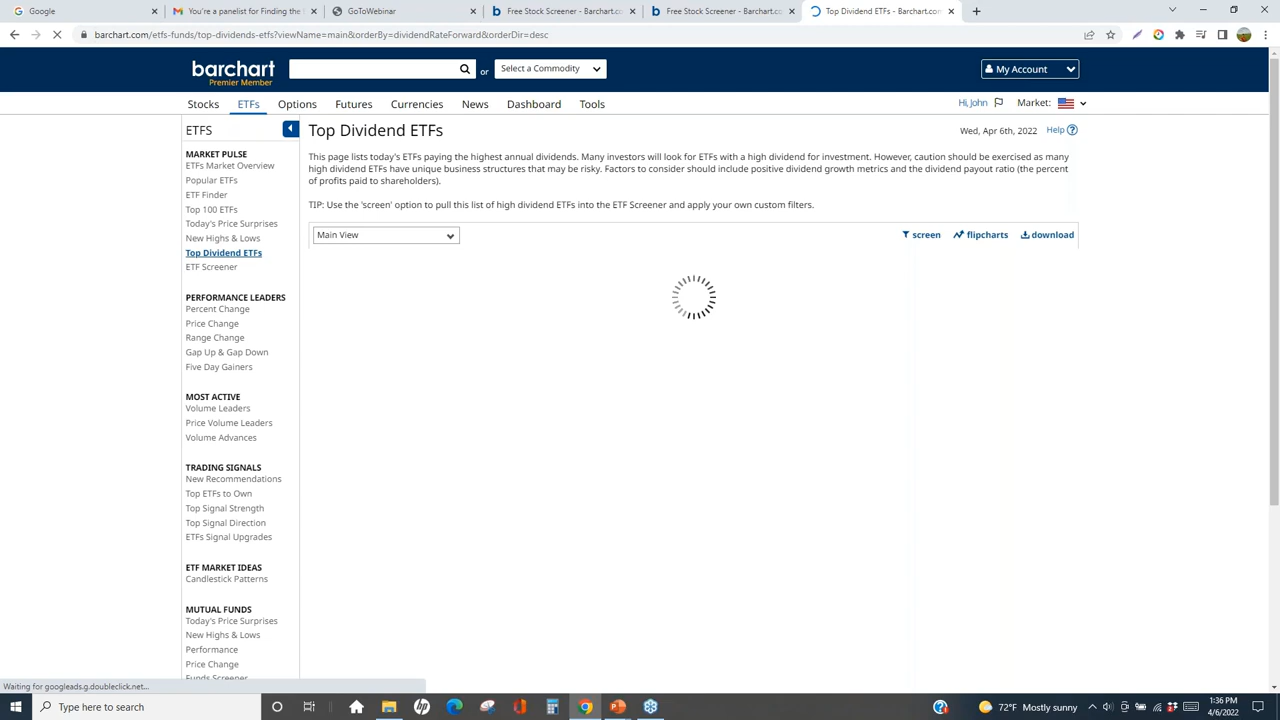 Google
You're a panelist for Finding the
GoToWebinar
Free Stock Screener - Barchart.com
Free Stock Screener - Barchart.com
Top Dividend ETFs - Barchart.com
barchart.com/etfs-funds/top-dividends-etfs?viewName=main&orderBy=dividendRateForward&orderDir=desc
barchart
Premier Member
or
Select a Commodity
My Account
Stocks
ETFs
Options
Futures
Currencies
News
Dashboard
Tools
Hi, John
Market:
ETFS
Top Dividend ETFs
Wed, Apr 6th, 2022
Help
MARKET PULSE
ETFs Market Overview
Popular ETFs
ETF Finder
Top 100 ETFs
Today's Price Surprises
New Highs & Lows
Top Dividend ETFs
ETF Screener
PERFORMANCE LEADERS
Percent Change
Price Change
Range Change
Gap Up & Gap Down
Five Day Gainers
MOST ACTIVE
Volume Leaders
Price Volume Leaders
Volume Advances
TRADING SIGNALS
New Recommendations
Top ETFs to Own
Top Signal Strength
Top Signal Direction
ETFs Signal Upgrades
ETF MARKET IDEAS
Candlestick Patterns
MUTUAL FUNDS
Today's Price Surprises
New Highs & Lows
Performance
Price Change
Funds Screener
This page lists today's ETFs paying the highest annual dividends. Many investors will look for ETFs with a high dividend for investment. However, caution should be exercised as many
high dividend ETFs have unique business structures that may be risky. Factors to consider should include positive dividend growth metrics and the dividend payout ratio (the percent
of profits paid to shareholders).
TIP: Use the 'screen' option to pull this list of high dividend ETFs into the ETF Screener and apply your own custom filters.
Main View
screen
flipcharts
download
Waiting for googleads.g.doubleclick.net...
Type here to search
72°F Mostly sunny
1:36 PM
4/6/2022